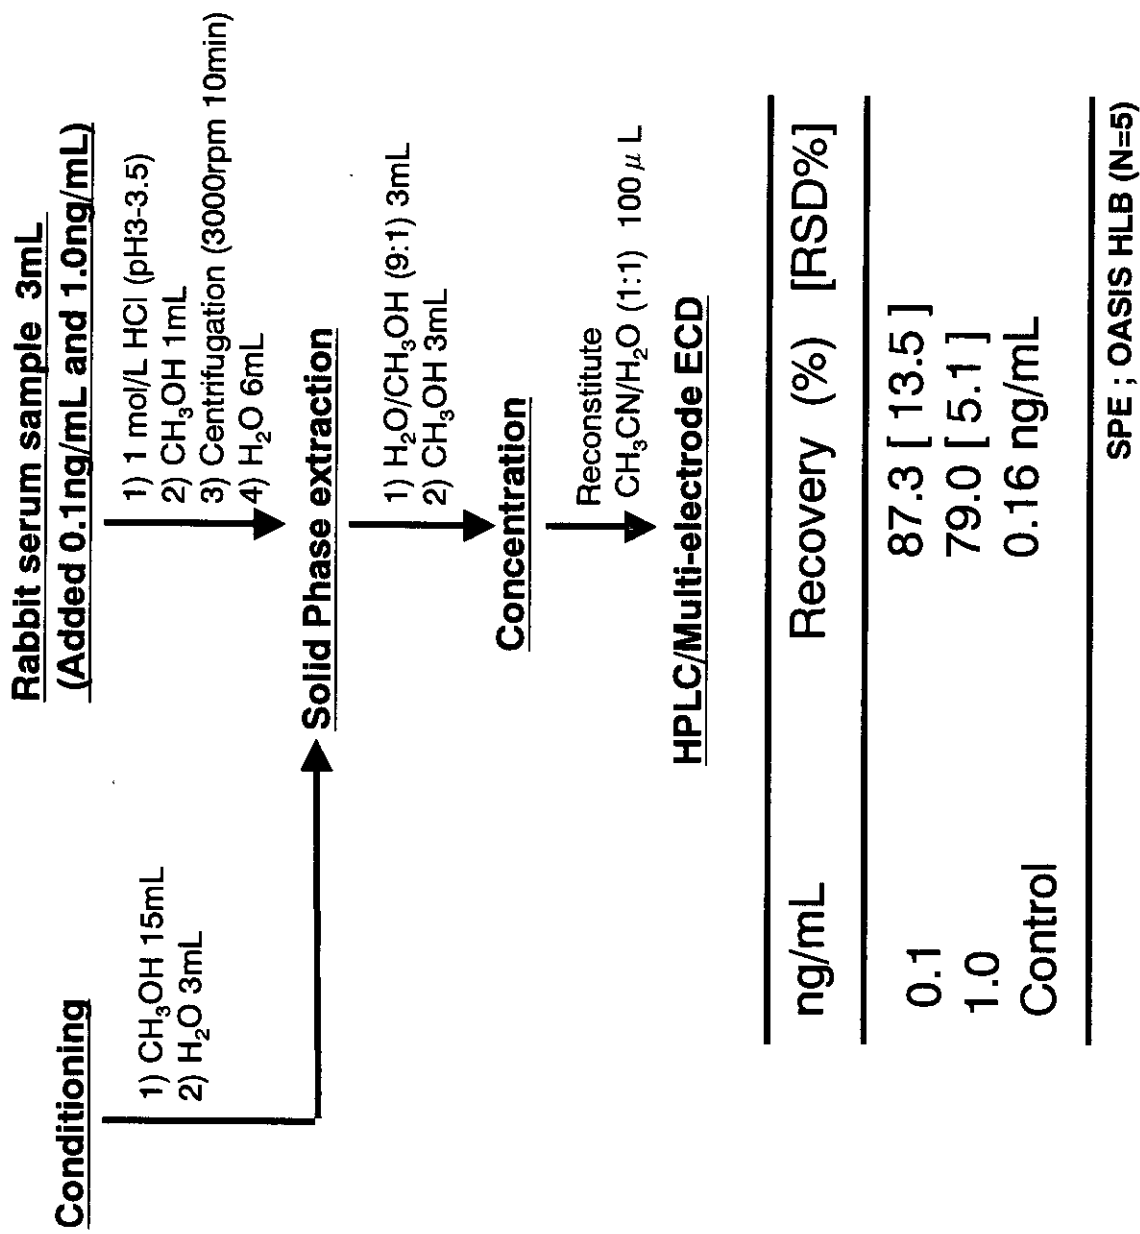 Conditioning
1) CH₃OH 15mL
2) H₂O 3mL
Rabbit serum sample 3mL
(Added 0.1ng/mL and 1.0ng/mL)
1) 1 mol/L HCl (pH3-3.5)
2) CH₃OH 1mL
3) Centrifugation (3000rpm 10min)
4) H₂O 6mL
Solid Phase extraction
1) H₂O/CH₃OH (9:1) 3mL
2) CH₃OH 3mL
Concentration
Reconstitute
CH₃CN/H₂O (1:1) 100 μ L
HPLC/Multi-electrode ECD
ng/mL Recovery (%) [RSD%]
0.1 87.3 [ 13.5 ]
1.0 79.0 [ 5.1 ]
Control 0.16 ng/mL
SPE ; OASIS HLB (N=5)